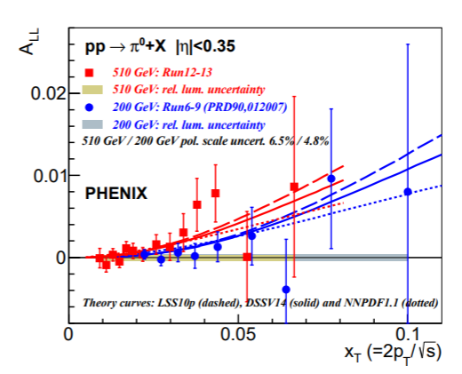 A_LL
pp → π⁰+X |η|<0.35
510 GeV: Run12-13
510 GeV: rel. lum. uncertainty
0.02
200 GeV: Run6-9 (PRD90,012007)
200 GeV: rel. lum. uncertainty
510 GeV / 200 GeV pol. scale uncert. 6.5% / 4.8%
0.01
PHENIX
0
Theory curves: LSS10p (dashed), DSSV14 (solid) and NNPDF1.1 (dotted)
0 0.05 0.1
x_T (=2p_T/√s)